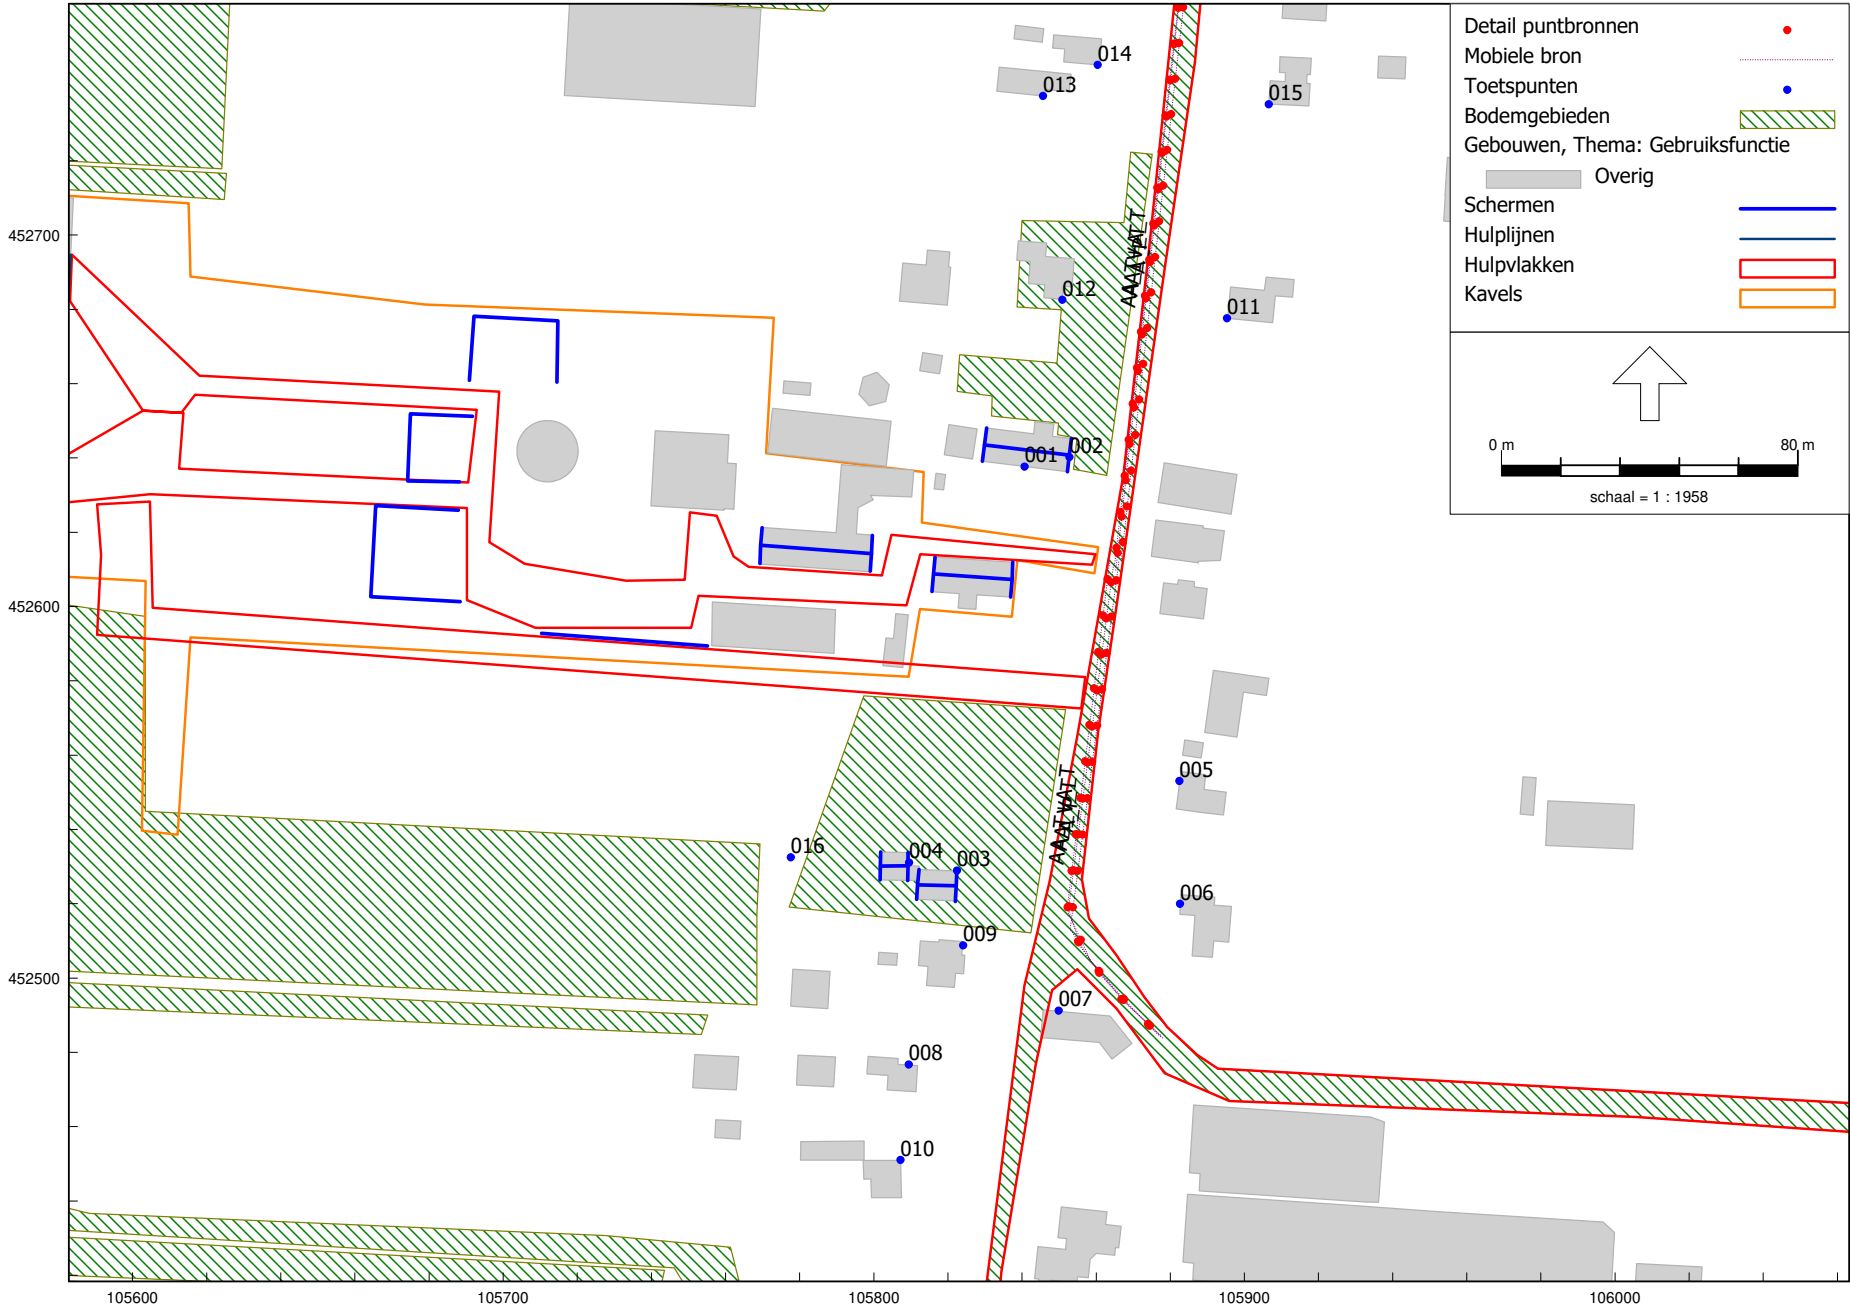 Detail puntbronnen
Mobiele bron
Toetspunten
Bodemgebieden
Gebouwen, Thema: Gebruiksfunctie
Overig
Schermen
Hulplijnen
Hulpvlakken
Kavels
0 m
80 m
schaal = 1 : 1958
014
013
015
452700
012
011
001
002
452600
005
016
004
003
006
009
452500
007
008
010
105600
105700
105800
105900
106000